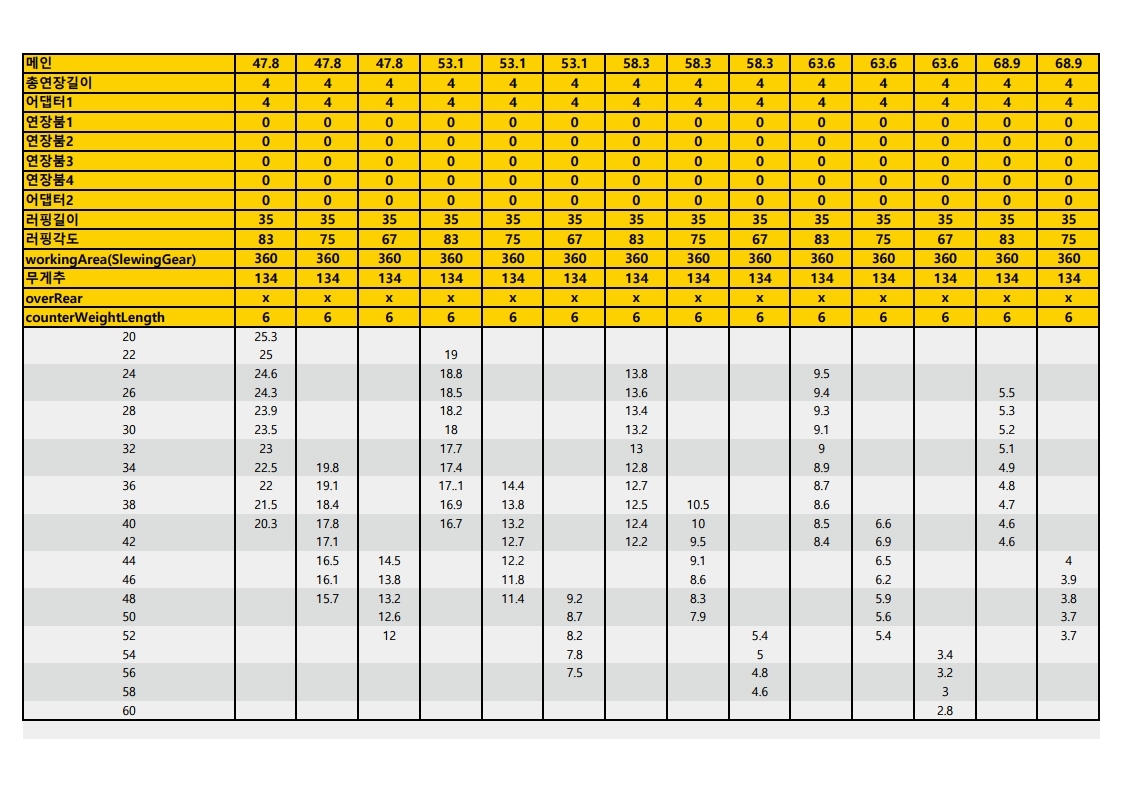 메인 47.8 47.8 47.8 53.1 53.1 53.1 58.3 58.3 58.3 63.6 63.6 63.6 68.9 68.9
총연장길이 4 4 4 4 4 4 4 4 4 4 4 4 4 4
어댑터1 4 4 4 4 4 4 4 4 4 4 4 4 4 4
연장붐1 0 0 0 0 0 0 0 0 0 0 0 0 0 0
연장붐2 0 0 0 0 0 0 0 0 0 0 0 0 0 0
연장붐3 0 0 0 0 0 0 0 0 0 0 0 0 0 0
연장붐4 0 0 0 0 0 0 0 0 0 0 0 0 0 0
어댑터2 0 0 0 0 0 0 0 0 0 0 0 0 0 0
러핑길이 35 35 35 35 35 35 35 35 35 35 35 35 35 35
러핑각도 83 75 67 83 75 67 83 75 67 83 75 67 83 75
workingArea(SlewingGear) 360 360 360 360 360 360 360 360 360 360 360 360 360 360
무게추 134 134 134 134 134 134 134 134 134 134 134 134 134 134
overRear x x x x x x x x x x x x x x
counterWeightLength 6 6 6 6 6 6 6 6 6 6 6 6 6 6
20 25.3
22 25 19
24 24.6 18.8 13.8 9.5
26 24.3 18.5 13.6 9.4 5.5
28 23.9 18.2 13.4 9.3 5.3
30 23.5 18 13.2 9.1 5.2
32 23 17.7 13 9 5.1
34 22.5 19.8 17.4 12.8 8.9 4.9
36 22 19.1 17..1 14.4 12.7 8.7 4.8
38 21.5 18.4 16.9 13.8 12.5 10.5 8.6 4.7
40 20.3 17.8 16.7 13.2 12.4 10 8.5 6.6 4.6
42 17.1 12.7 12.2 9.5 8.4 6.9 4.6
44 16.5 14.5 12.2 9.1 6.5 4
46 16.1 13.8 11.8 8.6 6.2 3.9
48 15.7 13.2 11.4 9.2 8.3 5.9 3.8
50 12.6 8.7 7.9 5.6 3.7
52 12 8.2 5.4 5.4 3.7
54 7.8 5 3.4
56 7.5 4.8 3.2
58 4.6 3
60 2.8